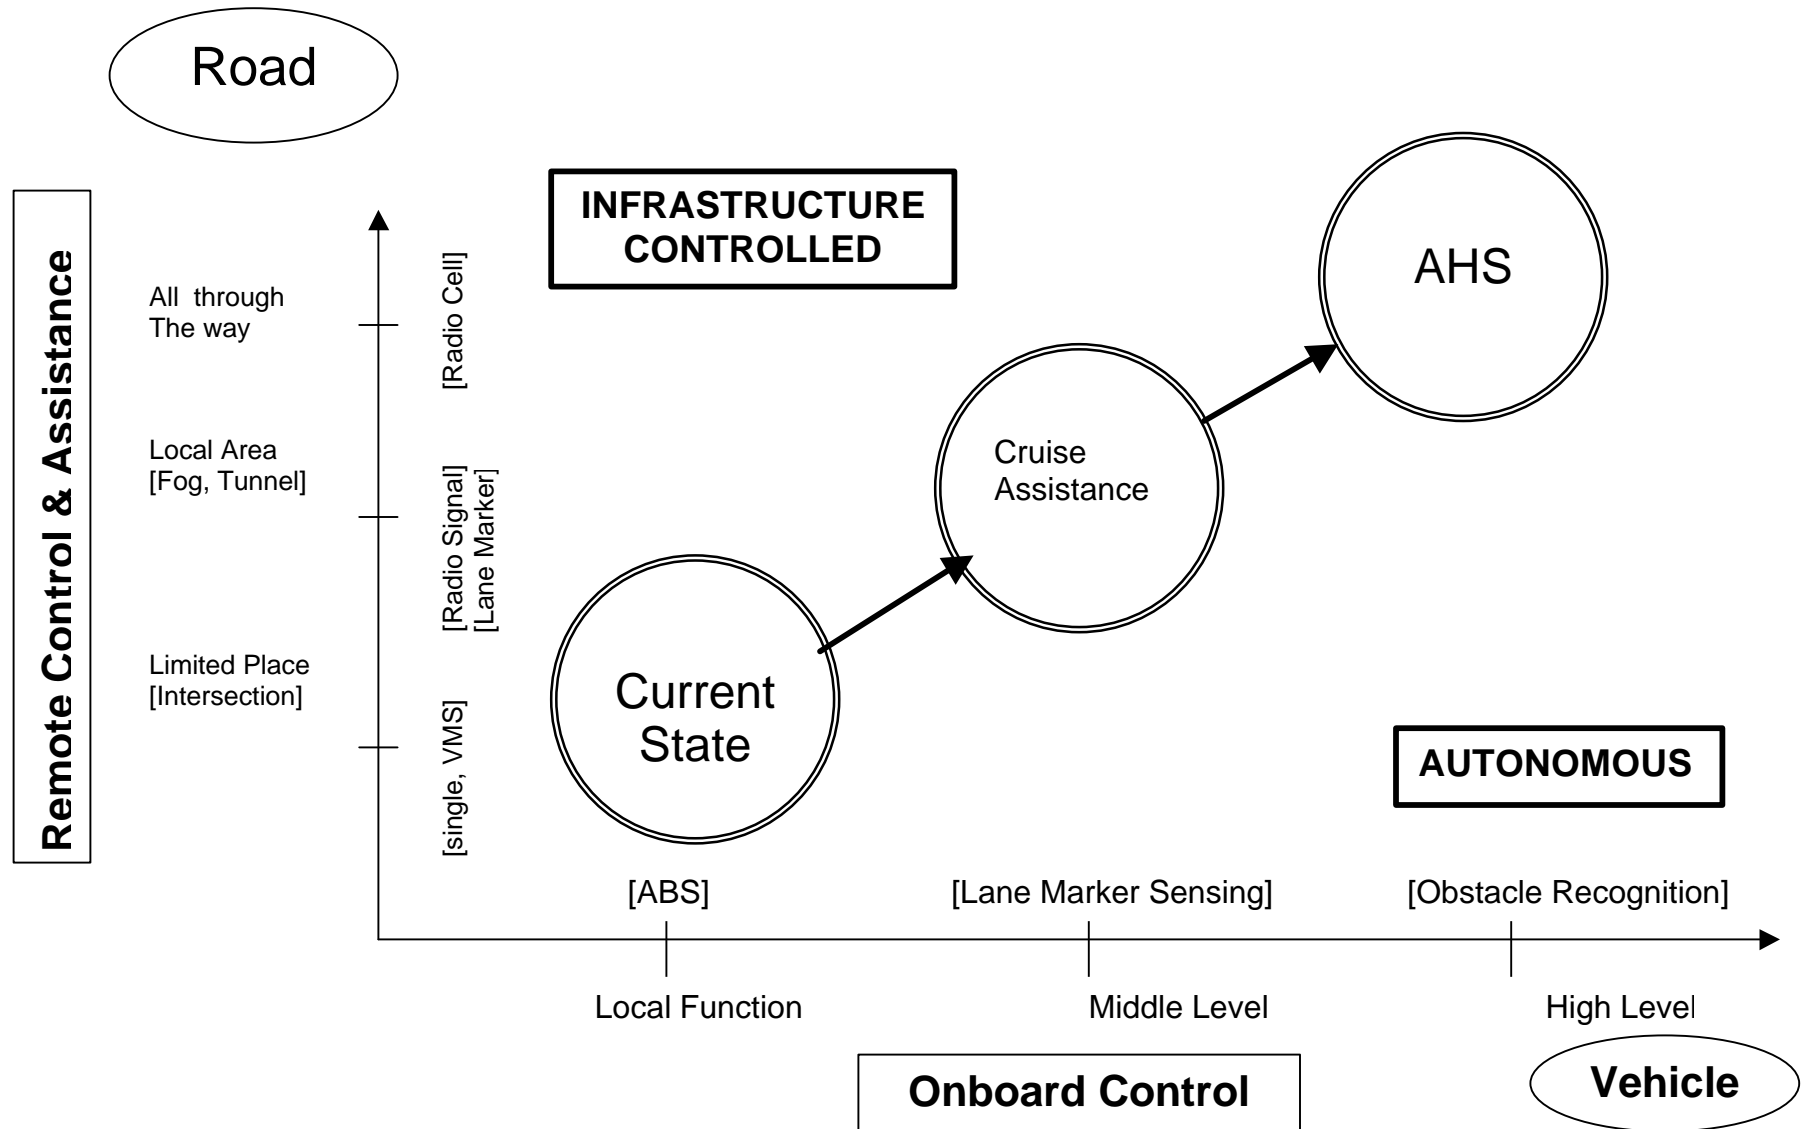 Road
INFRASTRUCTURE
CONTROLLED
AHS
Remote Control & Assistance
All through
The way
[Radio Cell]
Local Area
[Fog, Tunnel]
[Radio Signal]
[Lane Marker]
Cruise
Assistance
Limited Place
[Intersection]
[single, VMS]
Current
State
AUTONOMOUS
[ABS]
[Lane Marker Sensing]
[Obstacle Recognition]
Local Function
Middle Level
High Level
Onboard Control
Vehicle